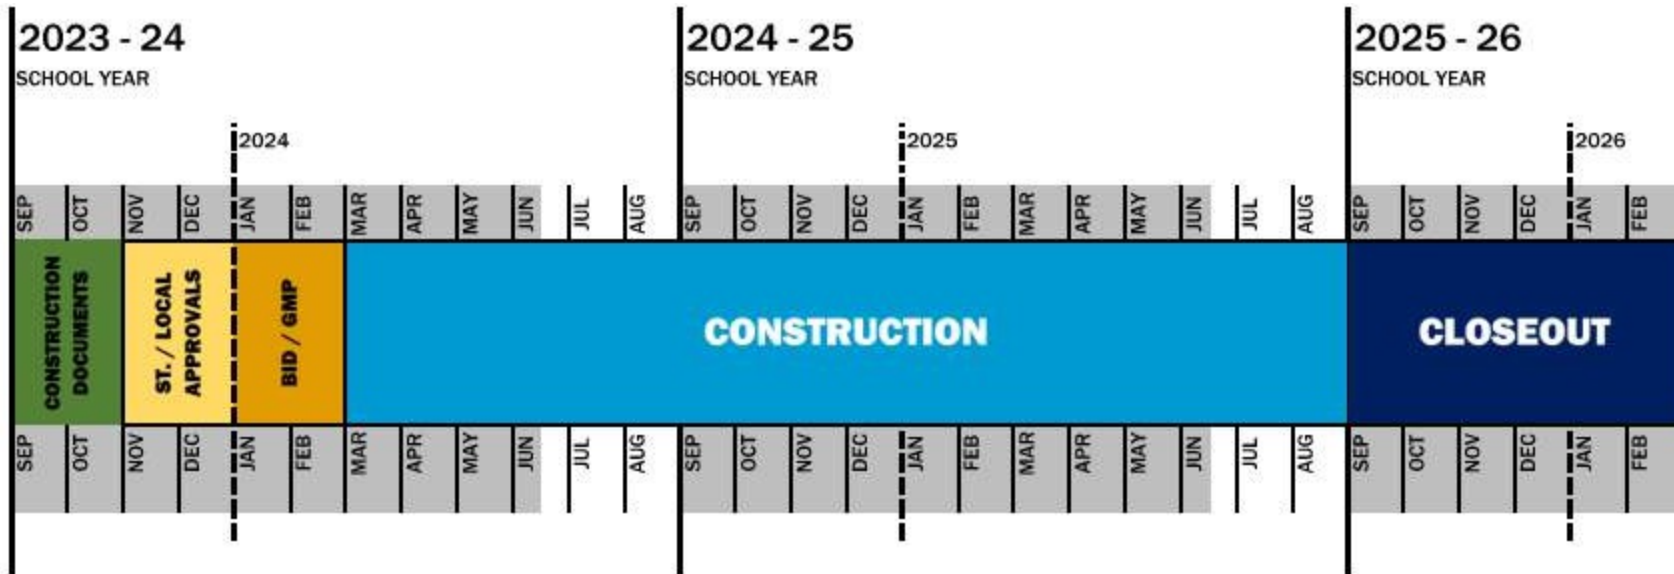 2023 - 24
SCHOOL YEAR
2024 - 25
SCHOOL YEAR
2025 - 26
SCHOOL YEAR
2024
2025
2026
SEP OCT NOV DEC JAN FEB MAR APR MAY JUN JUL AUG SEP OCT NOV DEC JAN FEB MAR APR MAY JUN JUL AUG SEP OCT NOV DEC JAN FEB
CONSTRUCTION
DOCUMENTS
ST. / LOCAL
APPROVALS
BID / GMP
CONSTRUCTION
CLOSEOUT
SEP OCT NOV DEC JAN FEB MAR APR MAY JUN JUL AUG SEP OCT NOV DEC JAN FEB MAR APR MAY JUN JUL AUG SEP OCT NOV DEC JAN FEB